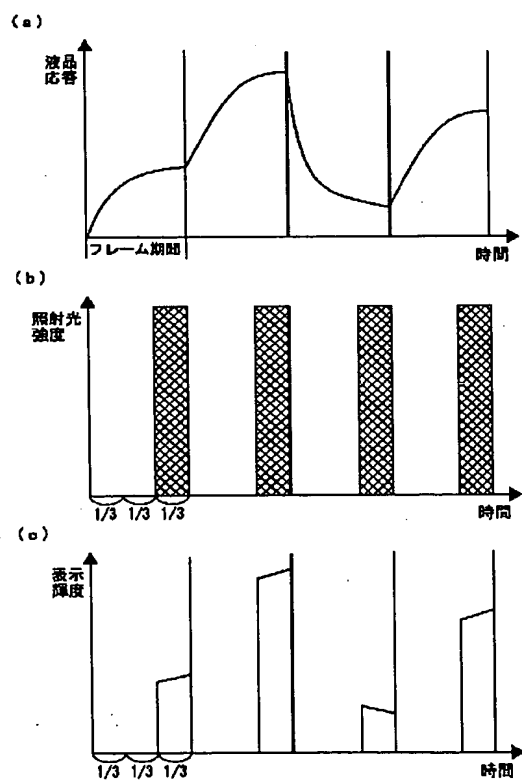 (a)
液晶
応答
フレーム期間
時間
(b)
照射光
強度
1/3 1/3 1/3
時間
(c)
表示
輝度
1/3 1/3 1/3
時間